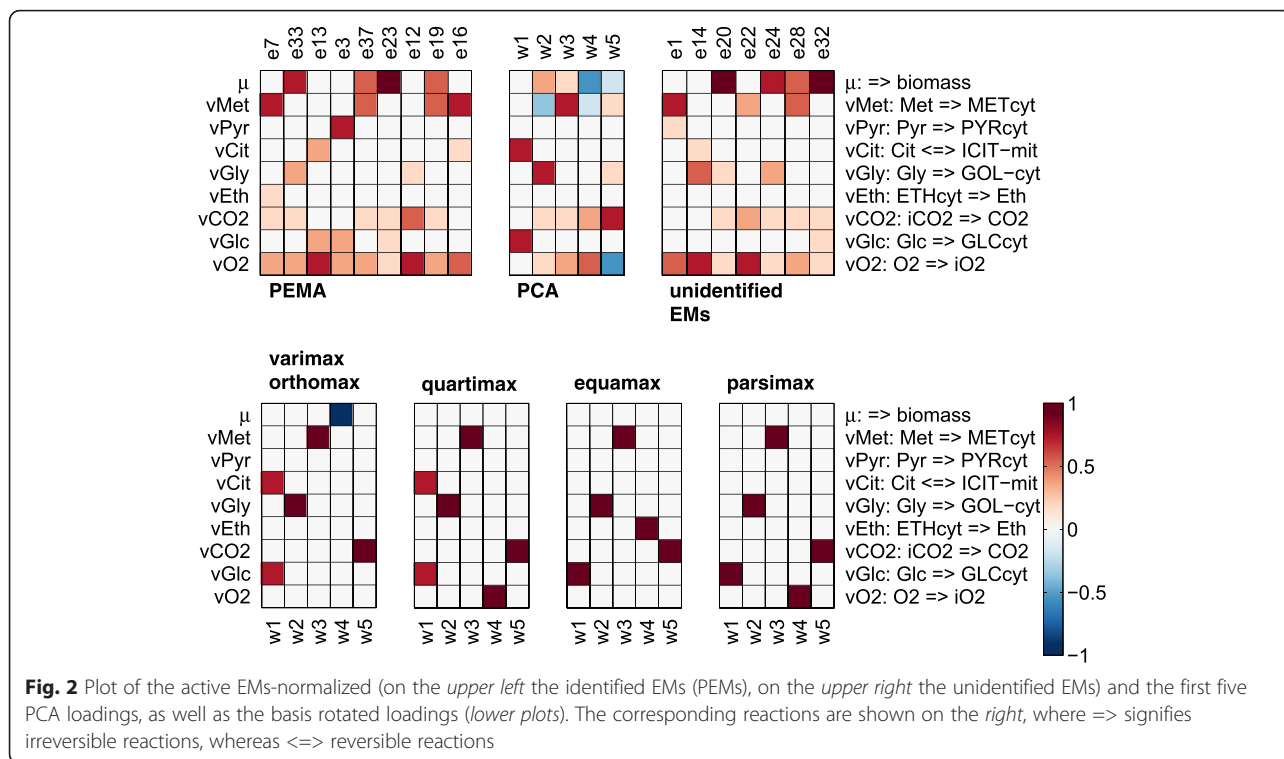 e7 e33 e13 e3 e37 e23 e12 e19 e16
w1 w2 w3 w4 w5
e1 e14 e20 e22 e24 e28 e32
μ
vMet
vPyr
vCit
vGly
vEth
vCO2
vGlc
vO2
μ: => biomass
vMet: Met => METcyt
vPyr: Pyr => PYRcyt
vCit: Cit <=> ICIT−mit
vGly: Gly => GOL−cyt
vEth: ETHcyt => Eth
vCO2: iCO2 => CO2
vGlc: Glc => GLCcyt
vO2: O2 => iO2
PEMA
PCA
unidentified
EMs
varimax
orthomax
quartimax
equamax
parsimax
μ
vMet
vPyr
vCit
vGly
vEth
vCO2
vGlc
vO2
μ: => biomass
vMet: Met => METcyt
vPyr: Pyr => PYRcyt
vCit: Cit <=> ICIT−mit
vGly: Gly => GOL−cyt
vEth: ETHcyt => Eth
vCO2: iCO2 => CO2
vGlc: Glc => GLCcyt
vO2: O2 => iO2
1
0.5
0
−0.5
−1
w1 w2 w3 w4 w5
w1 w2 w3 w4 w5
w1 w2 w3 w4 w5
w1 w2 w3 w4 w5
Fig. 2 Plot of the active EMs-normalized (on the upper left the identified EMs (PEMs), on the upper right the unidentified EMs) and the first five
PCA loadings, as well as the basis rotated loadings (lower plots). The corresponding reactions are shown on the right, where => signifies
irreversible reactions, whereas <=> reversible reactions